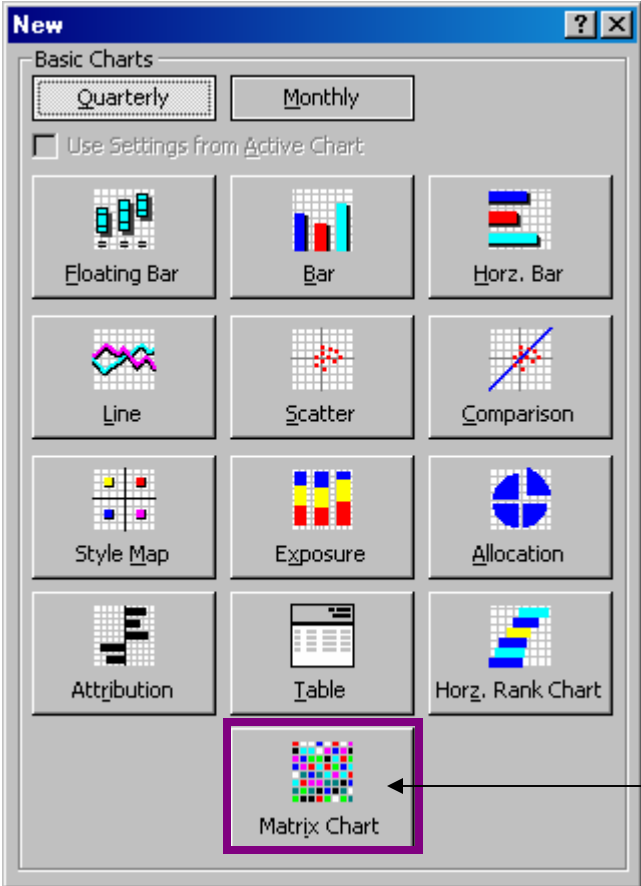 New
Basic Charts
Quarterly Monthly
Use Settings from Active Chart
Floating Bar Bar Horz. Bar
Line Scatter Comparison
Style Map Exposure Allocation
Attribution Table Horz. Rank Chart
Matrix Chart